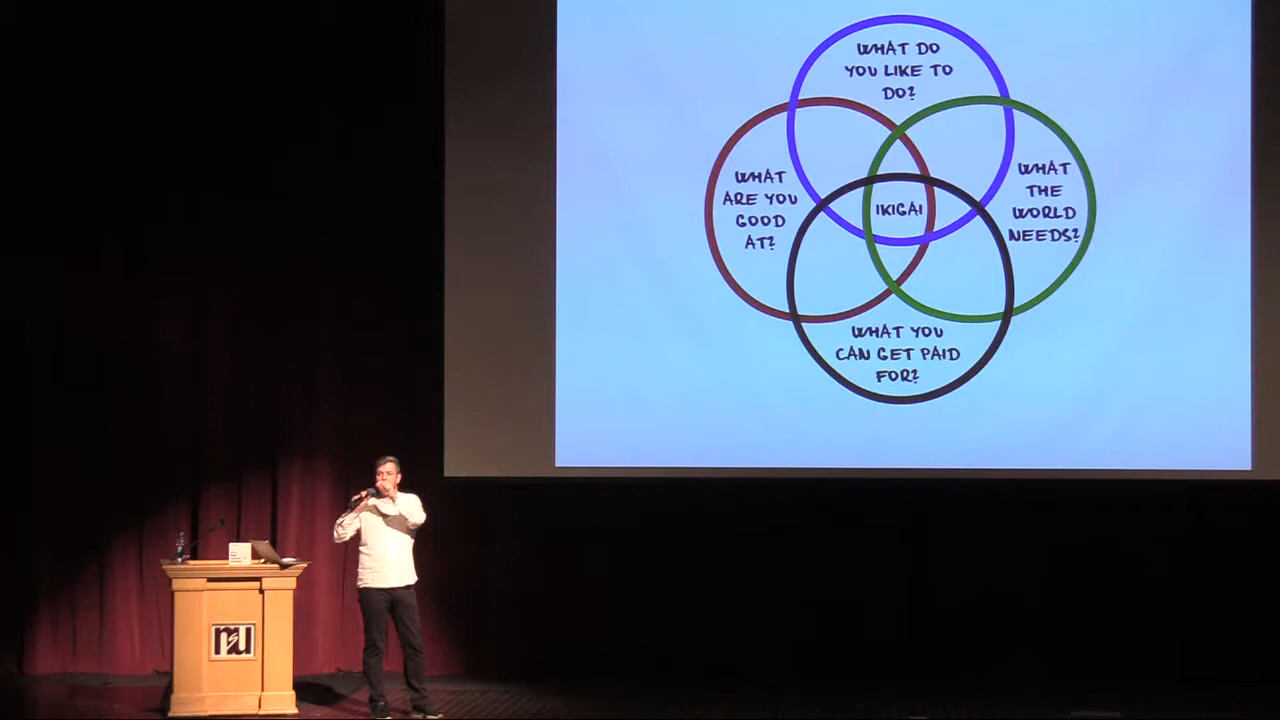 WHAT DO
YOU LIKE TO
DO?
WHAT
ARE YOU
GOOD
AT?
WHAT
THE
WORLD
NEEDS?
IKIGAI
WHAT YOU
CAN GET PAID
FOR?
nsu